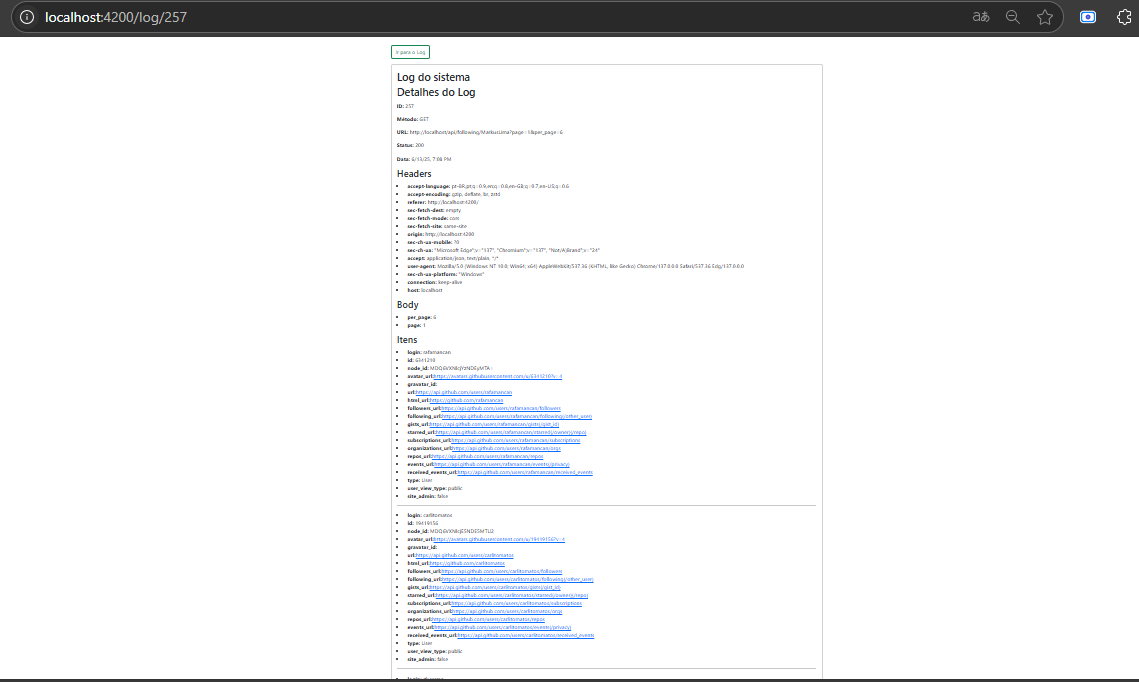 localhost:4200/log/257
aあ
Ir para o Log
Log do sistema
Detalhes do Log
ID: 257
Método: GET
URL: http://localhost/api/following/MarkusLima?page=1&per_page=6
Status: 200
Data: 6/13/25, 7:08 PM
Headers
accept-language: pt-BR,pt;q=0.9,en;q=0.8,en-GB;q=0.7,en-US;q=0.6
accept-encoding: gzip, deflate, br, zstd
referer: http://localhost:4200/
sec-fetch-dest: empty
sec-fetch-mode: cors
sec-fetch-site: same-site
origin: http://localhost:4200
sec-ch-ua-mobile: ?0
sec-ch-ua: "Microsoft Edge";v="137", "Chromium";v="137", "Not/A)Brand";v="24"
accept: application/json, text/plain, */*
user-agent: Mozilla/5.0 (Windows NT 10.0; Win64; x64) AppleWebKit/537.36 (KHTML, like Gecko) Chrome/137.0.0.0 Safari/537.36 Edg/137.0.0.0
sec-ch-ua-platform: "Windows"
connection: keep-alive
host: localhost
Body
per_page: 6
page: 1
Itens
login: rafamancan
id: 6341210
node_id:
avatar_url:https://avatars.githubusercontent.com/u/6341210?v=4
gravatar_id:
url:https://api.github.com/users/rafamancan
html_url:https://github.com/rafamancan
followers_url:https://api.github.com/users/rafamancan/followers
following_url:https://api.github.com/users/rafamancan/following{/other_user}
gists_url:https://api.github.com/users/rafamancan/gists{/gist_id}
starred_url:https://api.github.com/users/rafamancan/starred{/owner}{/repo}
subscriptions_url:https://api.github.com/users/rafamancan/subscriptions
organizations_url:https://api.github.com/users/rafamancan/orgs
repos_url:https://api.github.com/users/rafamancan/repos
events_url:https://api.github.com/users/rafamancan/events{/privacy}
received_events_url:https://api.github.com/users/rafamancan/received_events
type: User
user_view_type: public
site_admin: false
login: carlitomatos
id: 19419156
node_id:
avatar_url:https://avatars.githubusercontent.com/u/19419156?v=4
gravatar_id:
url:https://api.github.com/users/carlitomatos
html_url:https://github.com/carlitomatos
followers_url:https://api.github.com/users/carlitomatos/followers
following_url:https://api.github.com/users/carlitomatos/following{/other_user}
gists_url:https://api.github.com/users/carlitomatos/gists{/gist_id}
starred_url:https://api.github.com/users/carlitomatos/starred{/owner}{/repo}
subscriptions_url:https://api.github.com/users/carlitomatos/subscriptions
organizations_url:https://api.github.com/users/carlitomatos/orgs
repos_url:https://api.github.com/users/carlitomatos/repos
events_url:https://api.github.com/users/carlitomatos/events{/privacy}
received_events_url:https://api.github.com/users/carlitomatos/received_events
type: User
user_view_type: public
site_admin: false